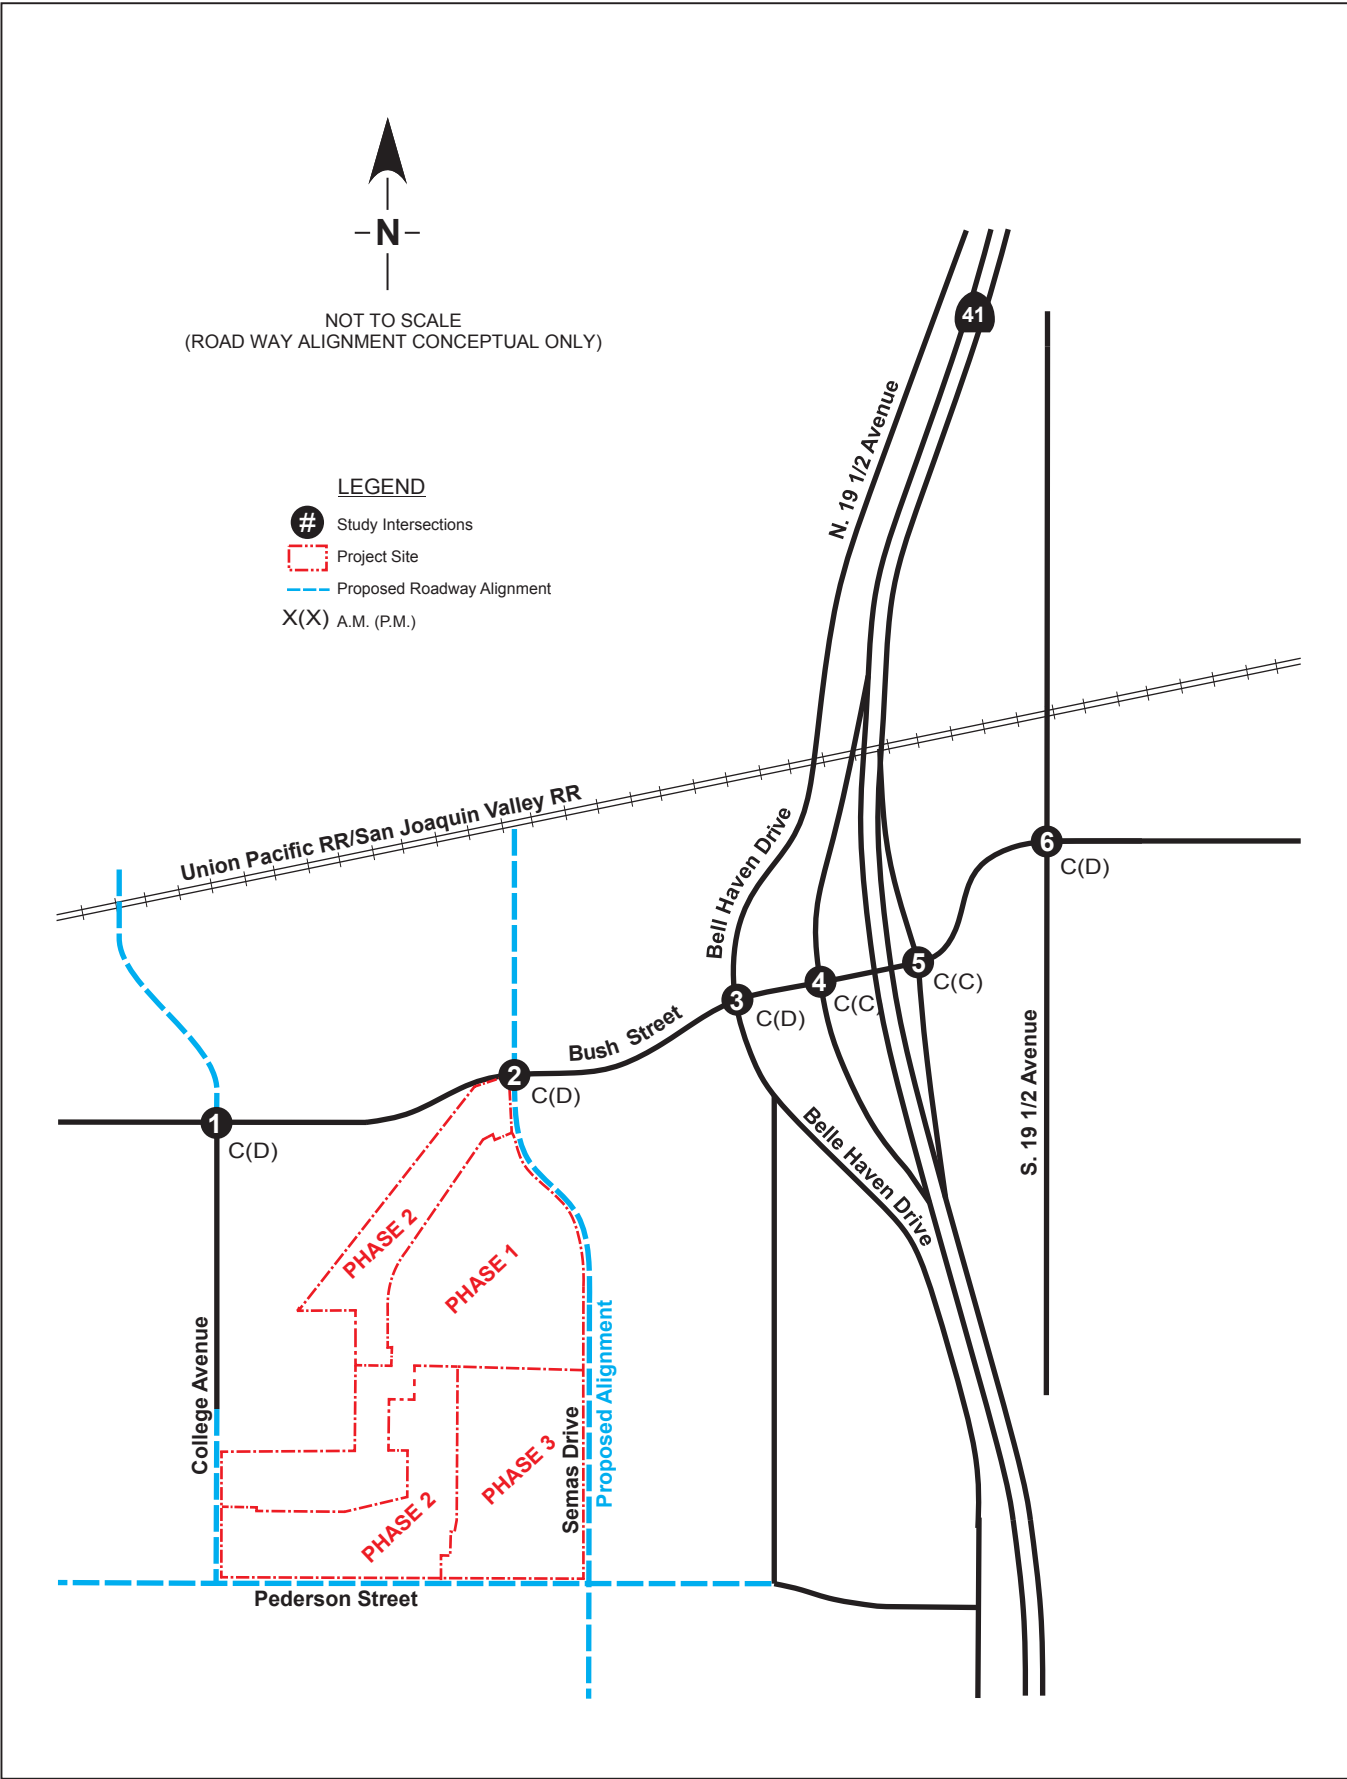 N
NOT TO SCALE
(ROAD WAY ALIGNMENT CONCEPTUAL ONLY)
41
N. 19 1/2 Avenue
LEGEND
# Study Intersections
Project Site
Proposed Roadway Alignment
X(X) A.M. (P.M.)
Union Pacific RR/San Joaquin Valley RR
Bell Haven Drive
6
C(D)
5
C(C)
4
C(C)
3
C(D)
Bush Street
2
C(D)
1
C(D)
S. 19 1/2 Avenue
Belle Haven Drive
PHASE 2
PHASE 1
College Avenue
Proposed Alignment
Semas Drive
PHASE 3
PHASE 2
Pederson Street